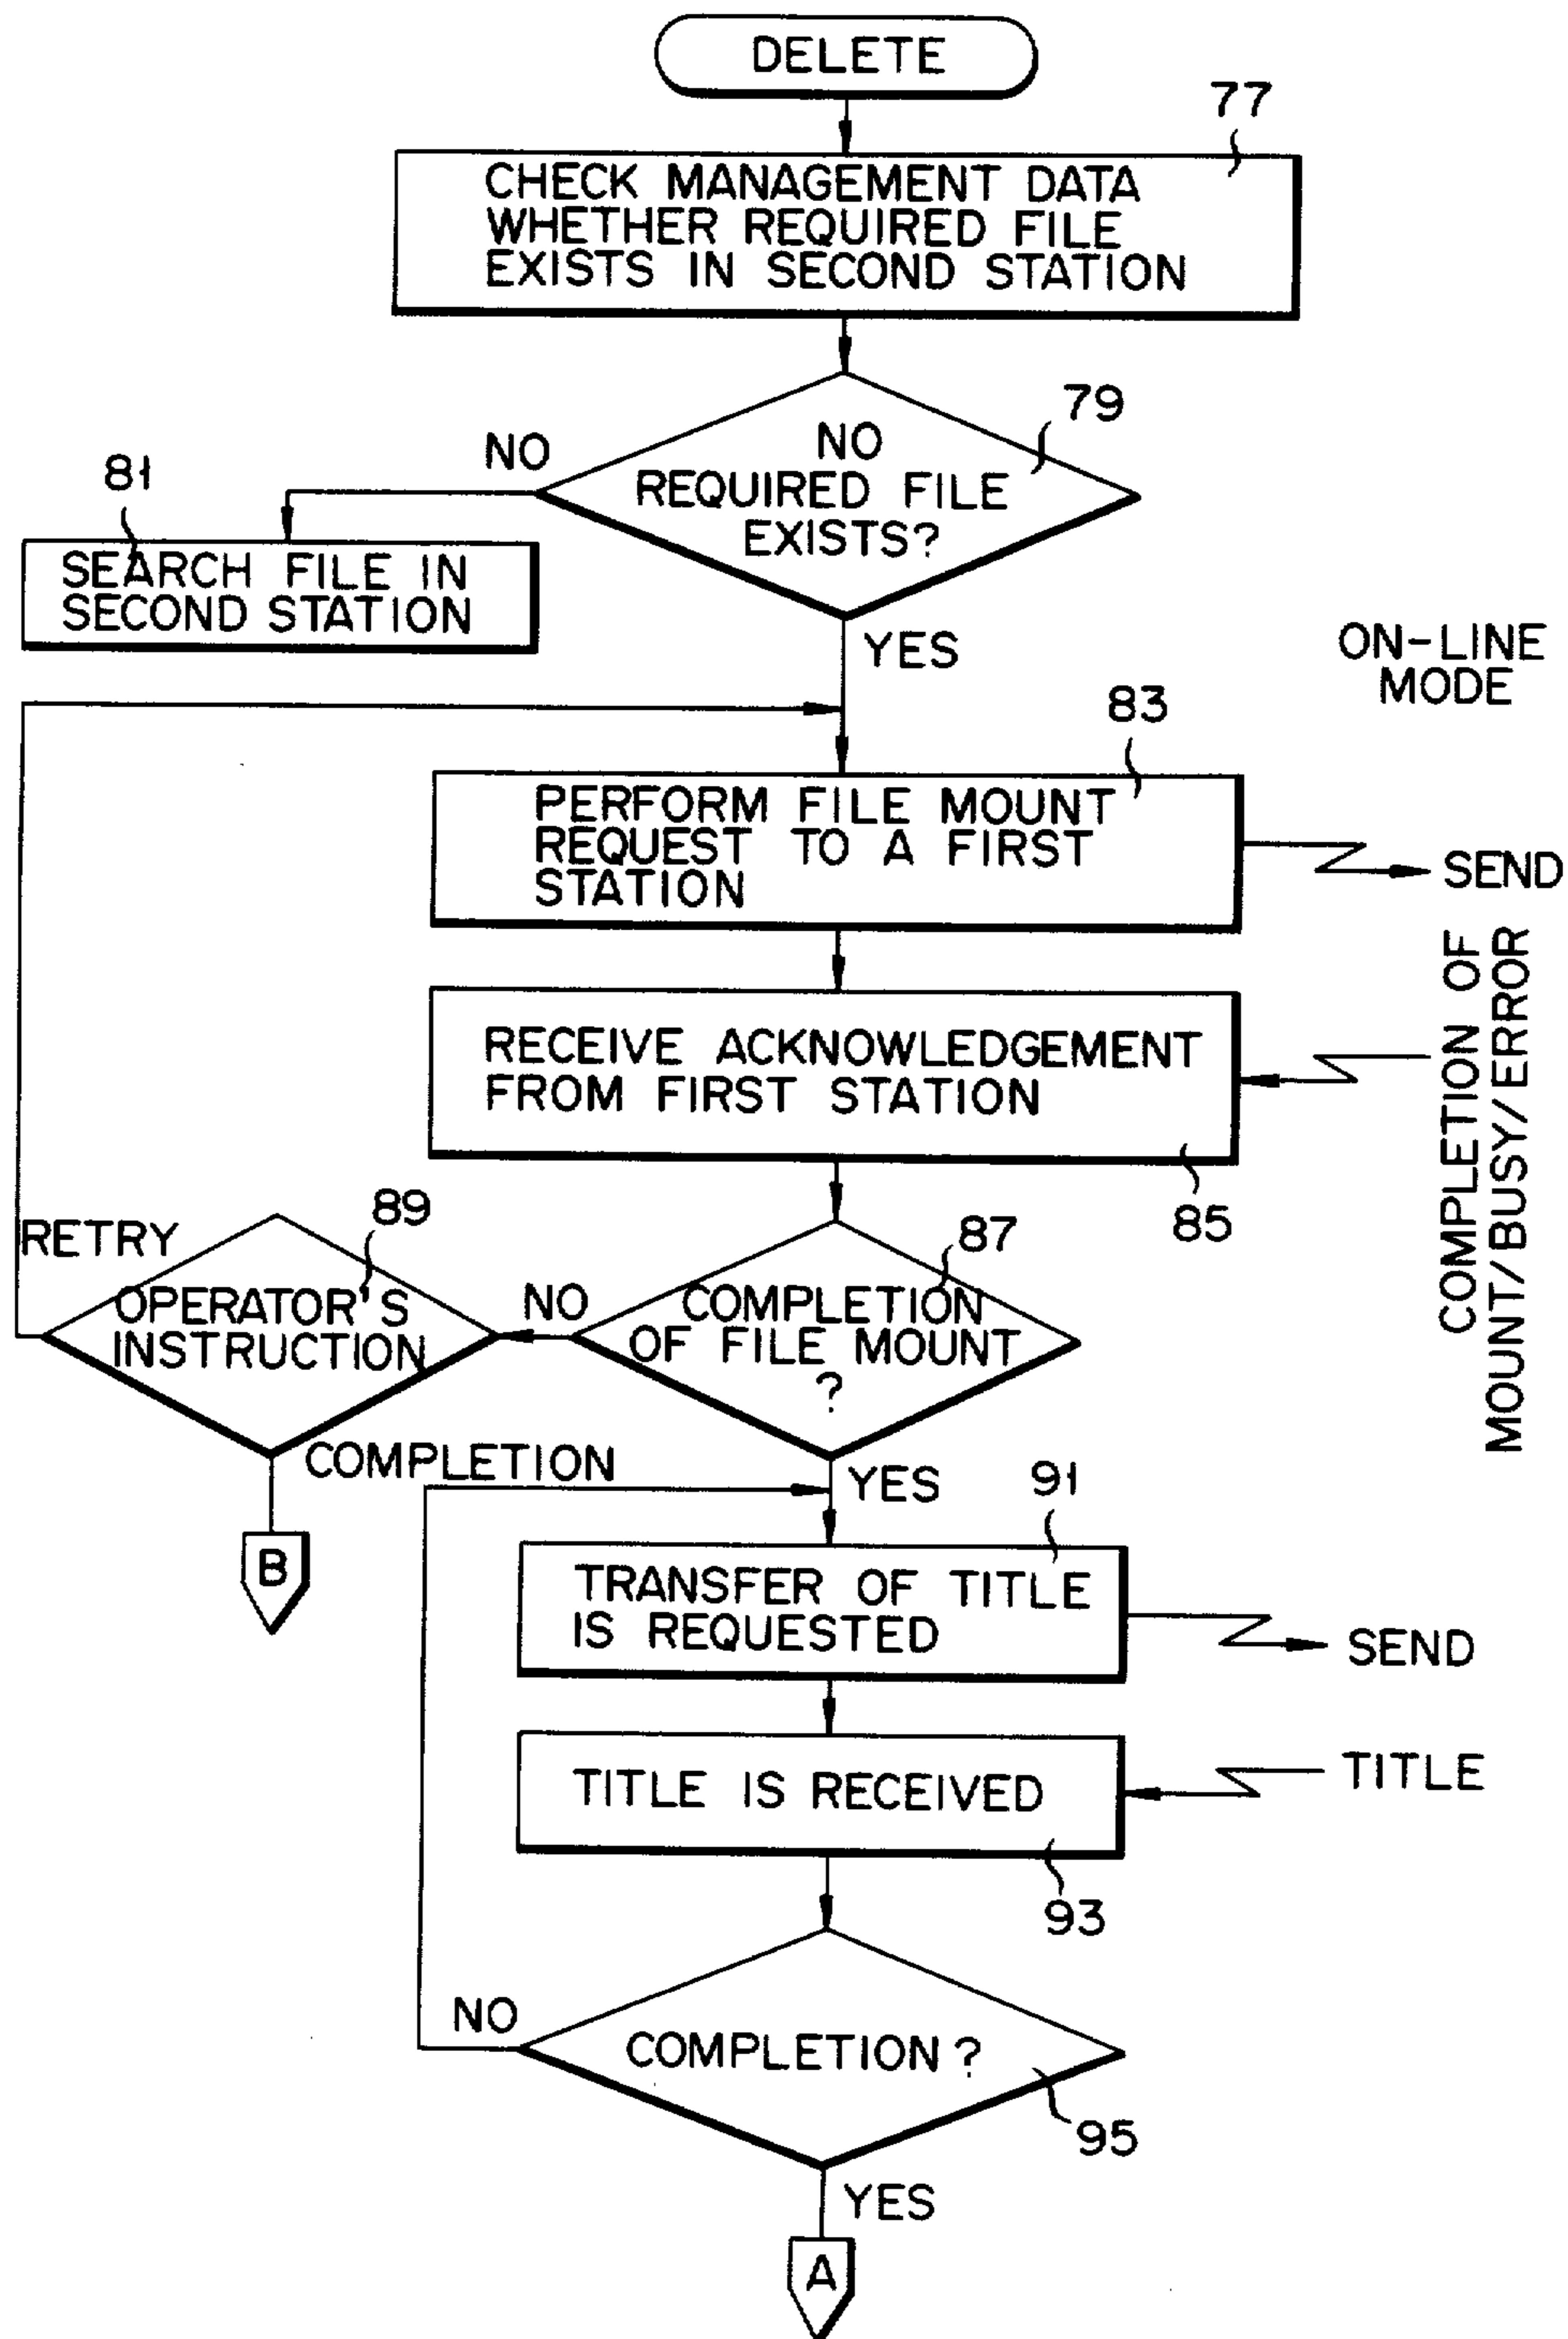 DELETE
77
CHECK MANAGEMENT DATA
WHETHER REQUIRED FILE
EXISTS IN SECOND STATION
79
NO
NO
REQUIRED FILE
EXISTS?
81
SEARCH FILE IN
SECOND STATION
YES
ON-LINE
MODE
83
PERFORM FILE MOUNT
REQUEST TO A FIRST
STATION
SEND
RECEIVE ACKNOWLEDGEMENT
FROM FIRST STATION
COMPLETION OF
MOUNT/BUSY/ERROR
85
89
87
RETRY
OPERATOR'S
INSTRUCTION
NO
COMPLETION
OF FILE MOUNT
?
COMPLETION
YES
91
B
TRANSFER OF TITLE
IS REQUESTED
SEND
TITLE IS RECEIVED
TITLE
93
NO
COMPLETION?
95
YES
A